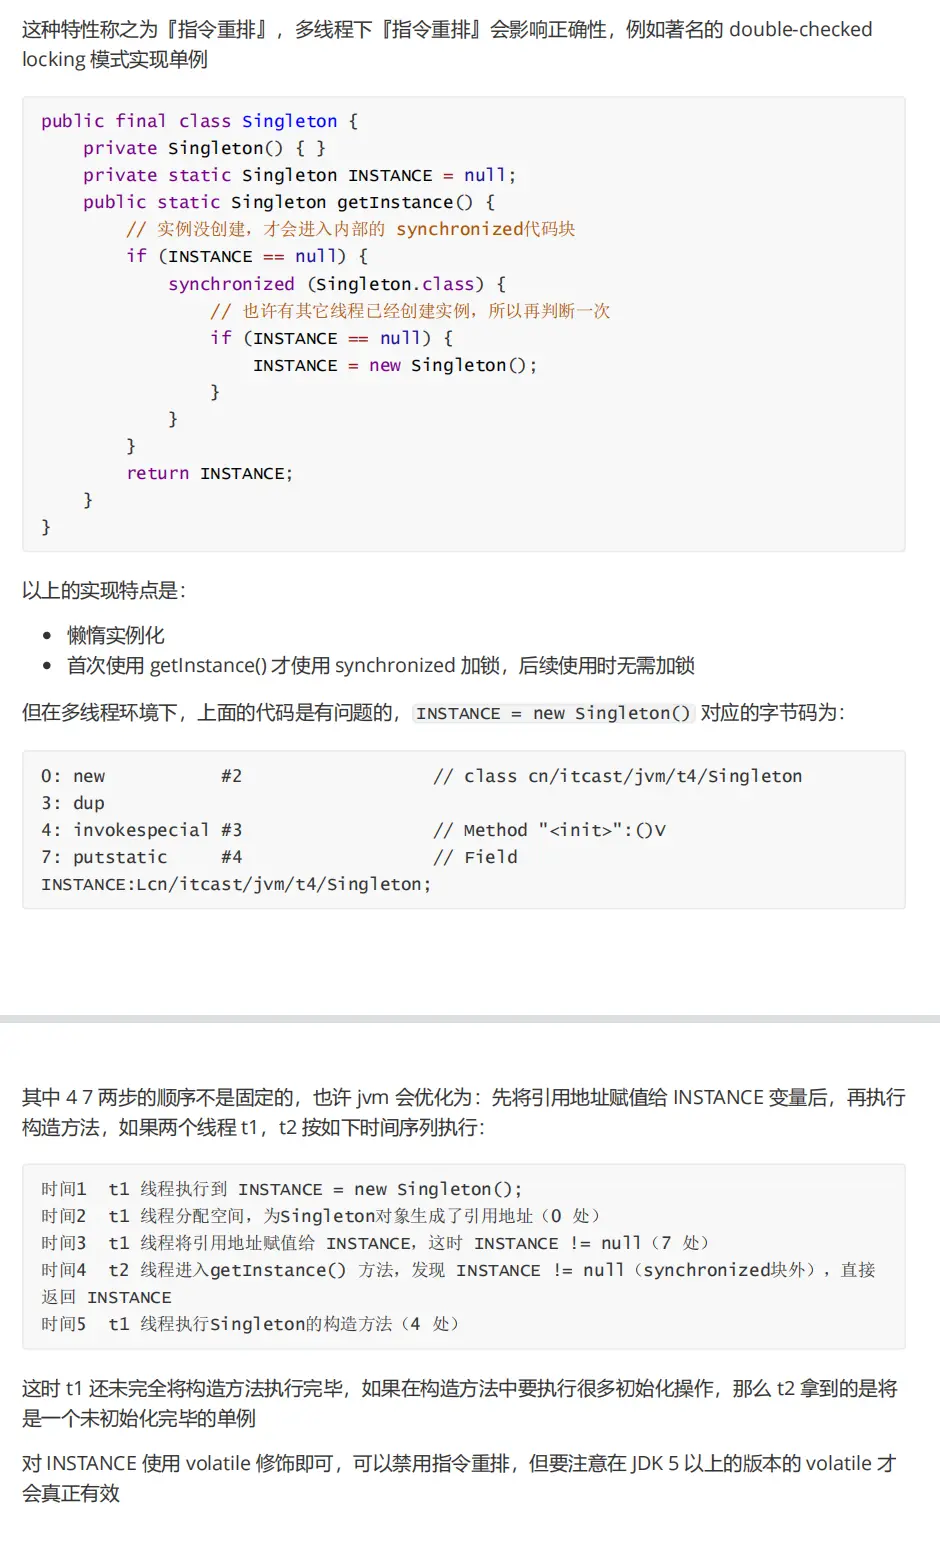 这种特性称之为『指令重排』，多线程下『指令重排』会影响正确性，例如著名的 double-checked
locking 模式实现单例
public final class Singleton {
    private Singleton() { }
    private static Singleton INSTANCE = null;
    public static Singleton getInstance() {
        // 实例没创建，才会进入内部的 synchronized代码块
        if (INSTANCE == null) {
            synchronized (Singleton.class) {
                // 也许有其它线程已经创建实例，所以再判断一次
                if (INSTANCE == null) {
                    INSTANCE = new Singleton();
                }
            }
        }
        return INSTANCE;
    }
}
以上的实现特点是：
• 懒惰实例化
• 首次使用 getInstance() 才使用 synchronized 加锁，后续使用时无需加锁
但在多线程环境下，上面的代码是有问题的， INSTANCE = new Singleton() 对应的字节码为：
0: new           #2                  // class cn/itcast/jvm/t4/Singleton
3: dup
4: invokespecial #3                  // Method "<init>":()V
7: putstatic     #4                  // Field
INSTANCE:Lcn/itcast/jvm/t4/Singleton;
其中 4 7 两步的顺序不是固定的，也许 jvm 会优化为：先将引用地址赋值给 INSTANCE 变量后，再执行
构造方法，如果两个线程 t1，t2 按如下时间序列执行：
时间1  t1 线程执行到 INSTANCE = new Singleton();
时间2  t1 线程分配空间，为Singleton对象生成了引用地址（0 处）
时间3  t1 线程将引用地址赋值给 INSTANCE，这时 INSTANCE != null（7 处）
时间4  t2 线程进入getInstance() 方法，发现 INSTANCE != null（synchronized块外），直接
返回 INSTANCE
时间5  t1 线程执行Singleton的构造方法（4 处）
这时 t1 还未完全将构造方法执行完毕，如果在构造方法中要执行很多初始化操作，那么 t2 拿到的是将
是一个未初始化完毕的单例
对 INSTANCE 使用 volatile 修饰即可，可以禁用指令重排，但要注意在 JDK 5 以上的版本的 volatile 才
会真正有效